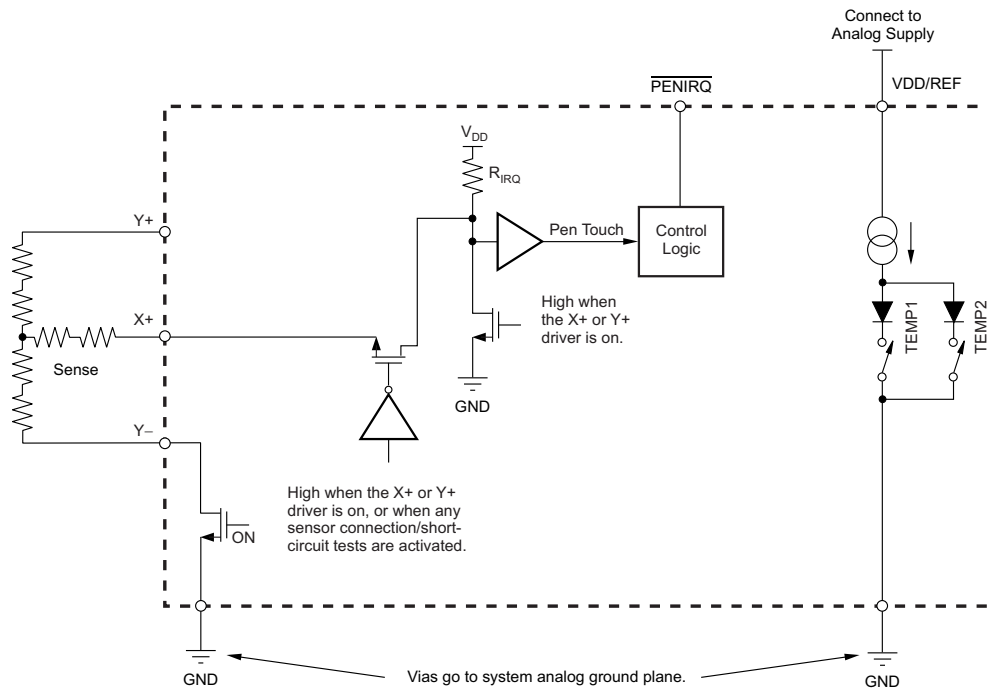 Connect to
Analog Supply
PENIRQ
VDD/REF
VDD
RIRQ
Y+
Pen Touch
Control
Logic
High when
the X+ or Y+
driver is on.
TEMP1
TEMP2
X+
Sense
GND
Y–
High when the X+ or Y+
driver is on, or when any
sensor connection/short-
circuit tests are activated.
ON
GND
Vias go to system analog ground plane.
GND